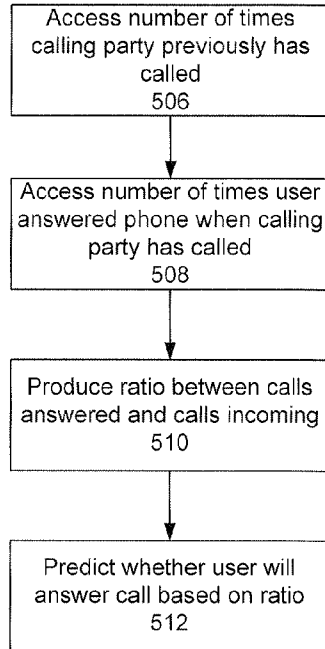 Access number of times
calling party previously has
called
506
Access number of times user
answered phone when calling
party has called
508
Produce ratio between calls
answered and calls incoming
510
Predict whether user will
answer call based on ratio
512